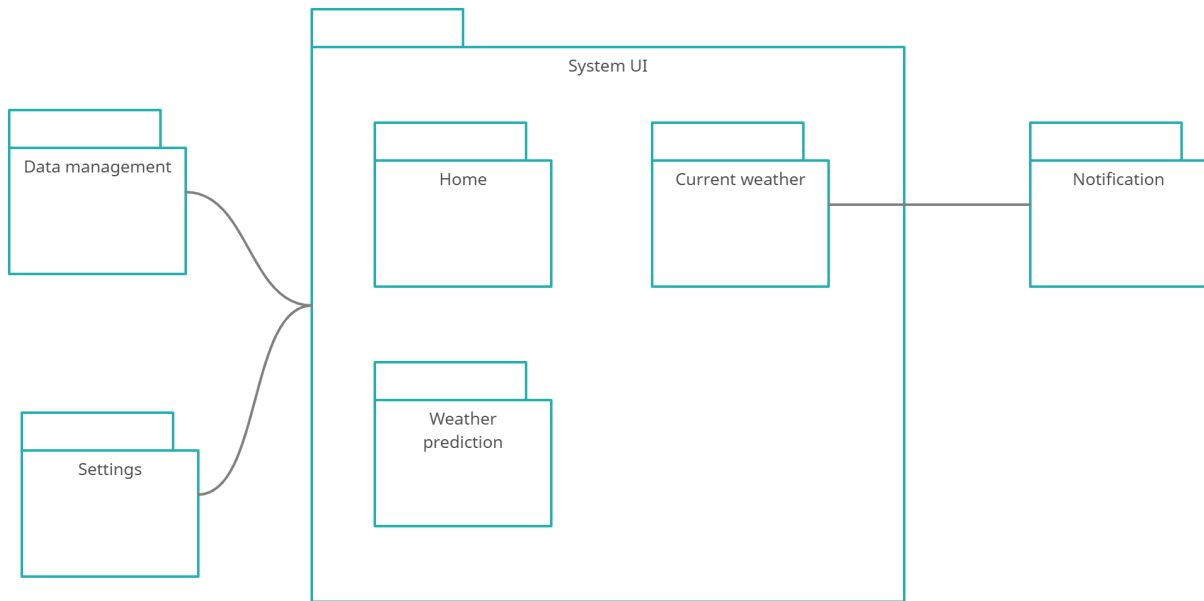 System UI
Data management
Home
Current weather
Notification
Weather
prediction
Settings